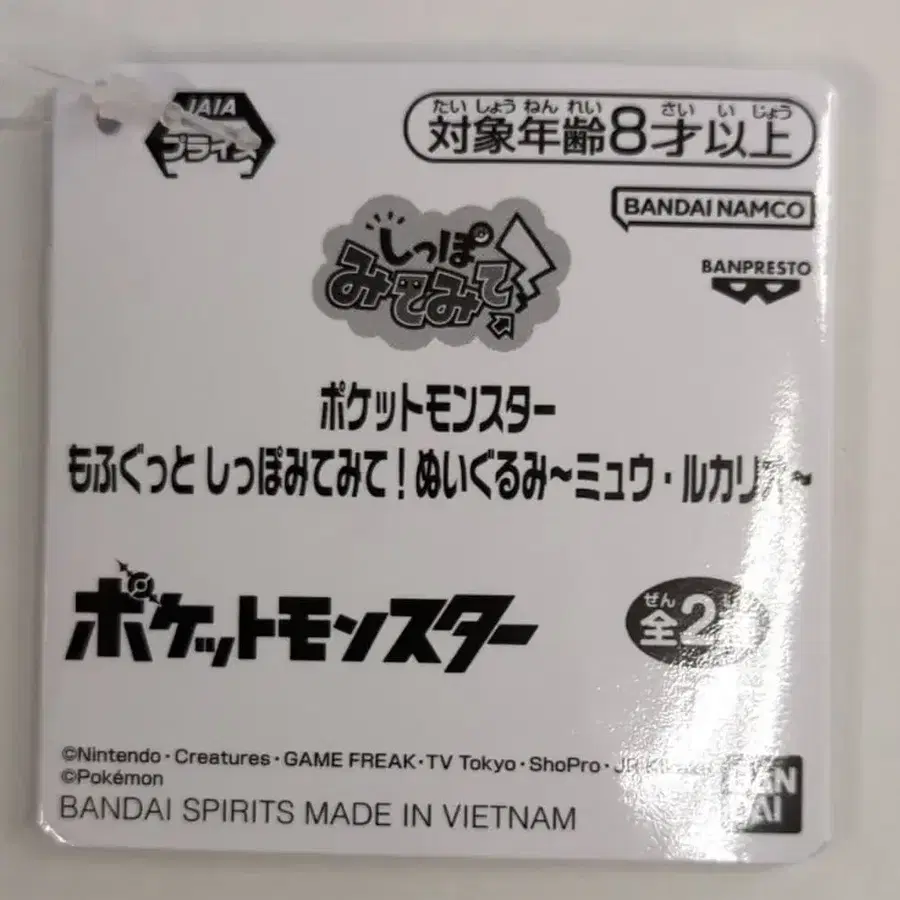 JAIA
プライズ
たいしょうねんれい さいいじょう
対象年齢8才以上
BANDAI NAMCO
BANPRESTO
しっぽ
みてみて!
ポケットモンスター
もふぐっと しっぽみてみて！ぬいぐるみ～ミュウ・ルカリオ～
ポケットモンスター
ぜん
全2
©Nintendo・Creatures・GAME FREAK・TV Tokyo・ShoPro・JR
©Pokémon
BANDAI SPIRITS MADE IN VIETNAM
BAN
DAI